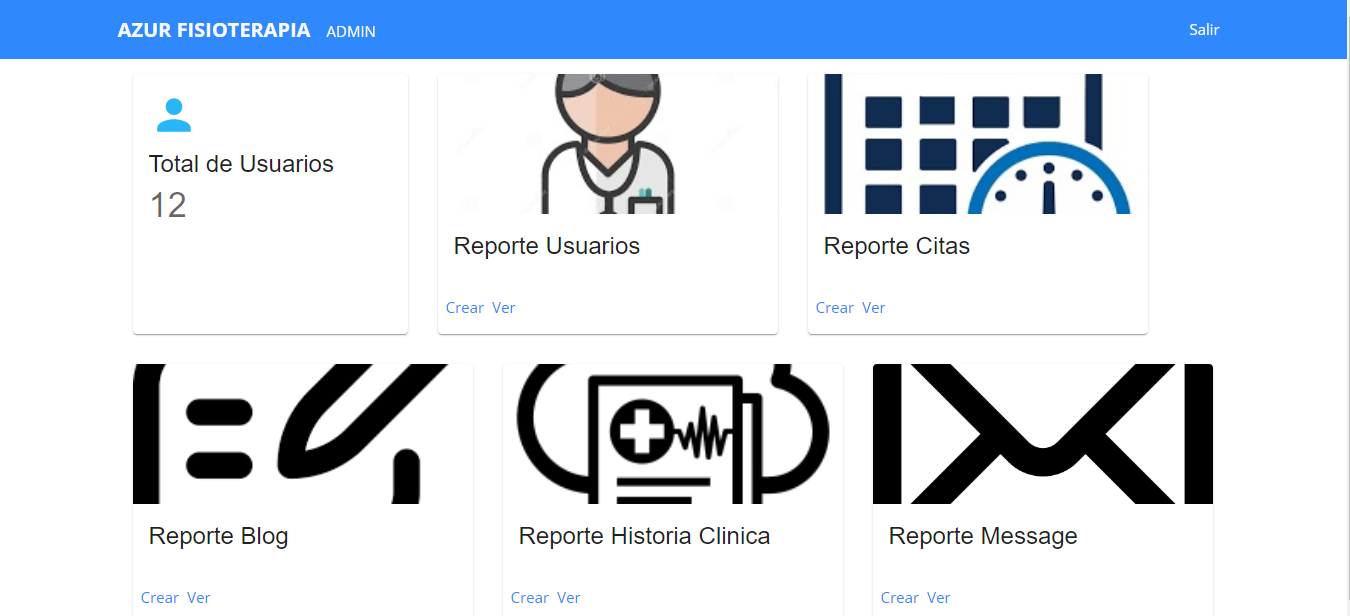 AZUR FISIOTERAPIA ADMIN Salir
Total de Usuarios
12
Reporte Usuarios
Crear Ver
Reporte Citas
Crear Ver
Reporte Blog
Crear Ver
Reporte Historia Clinica
Crear Ver
Reporte Message
Crear Ver